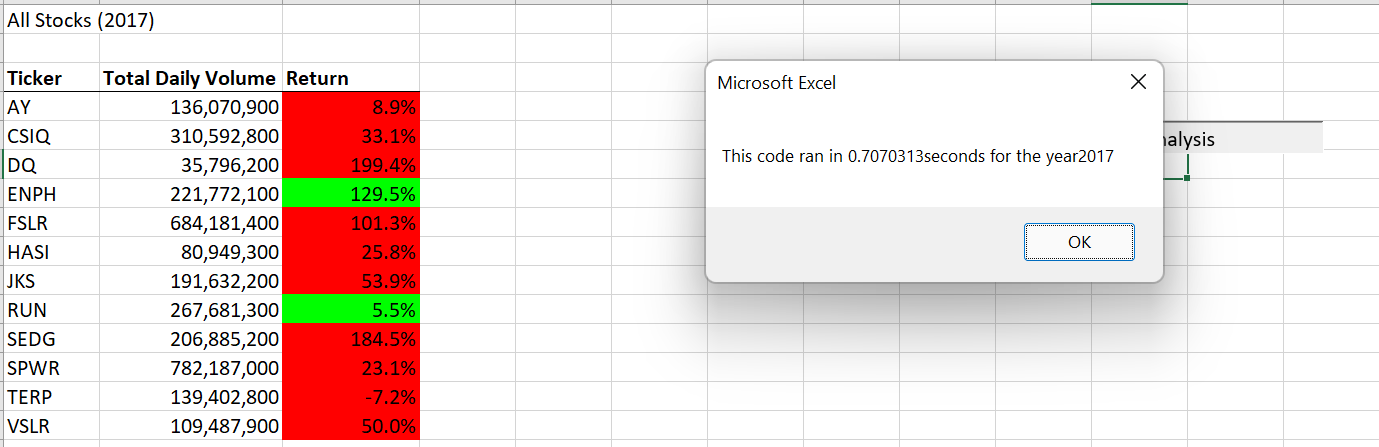 All Stocks (2017)
Ticker Total Daily Volume Return
AY 136,070,900 8.9%
CSIQ 310,592,800 33.1%
DQ 35,796,200 199.4%
ENPH 221,772,100 129.5%
FSLR 684,181,400 101.3%
HASI 80,949,300 25.8%
JKS 191,632,200 53.9%
RUN 267,681,300 5.5%
SEDG 206,885,200 184.5%
SPWR 782,187,000 23.1%
TERP 139,402,800 -7.2%
VSLR 109,487,900 50.0%
Microsoft Excel
This code ran in 0.7070313seconds for the year2017
OK
alysis